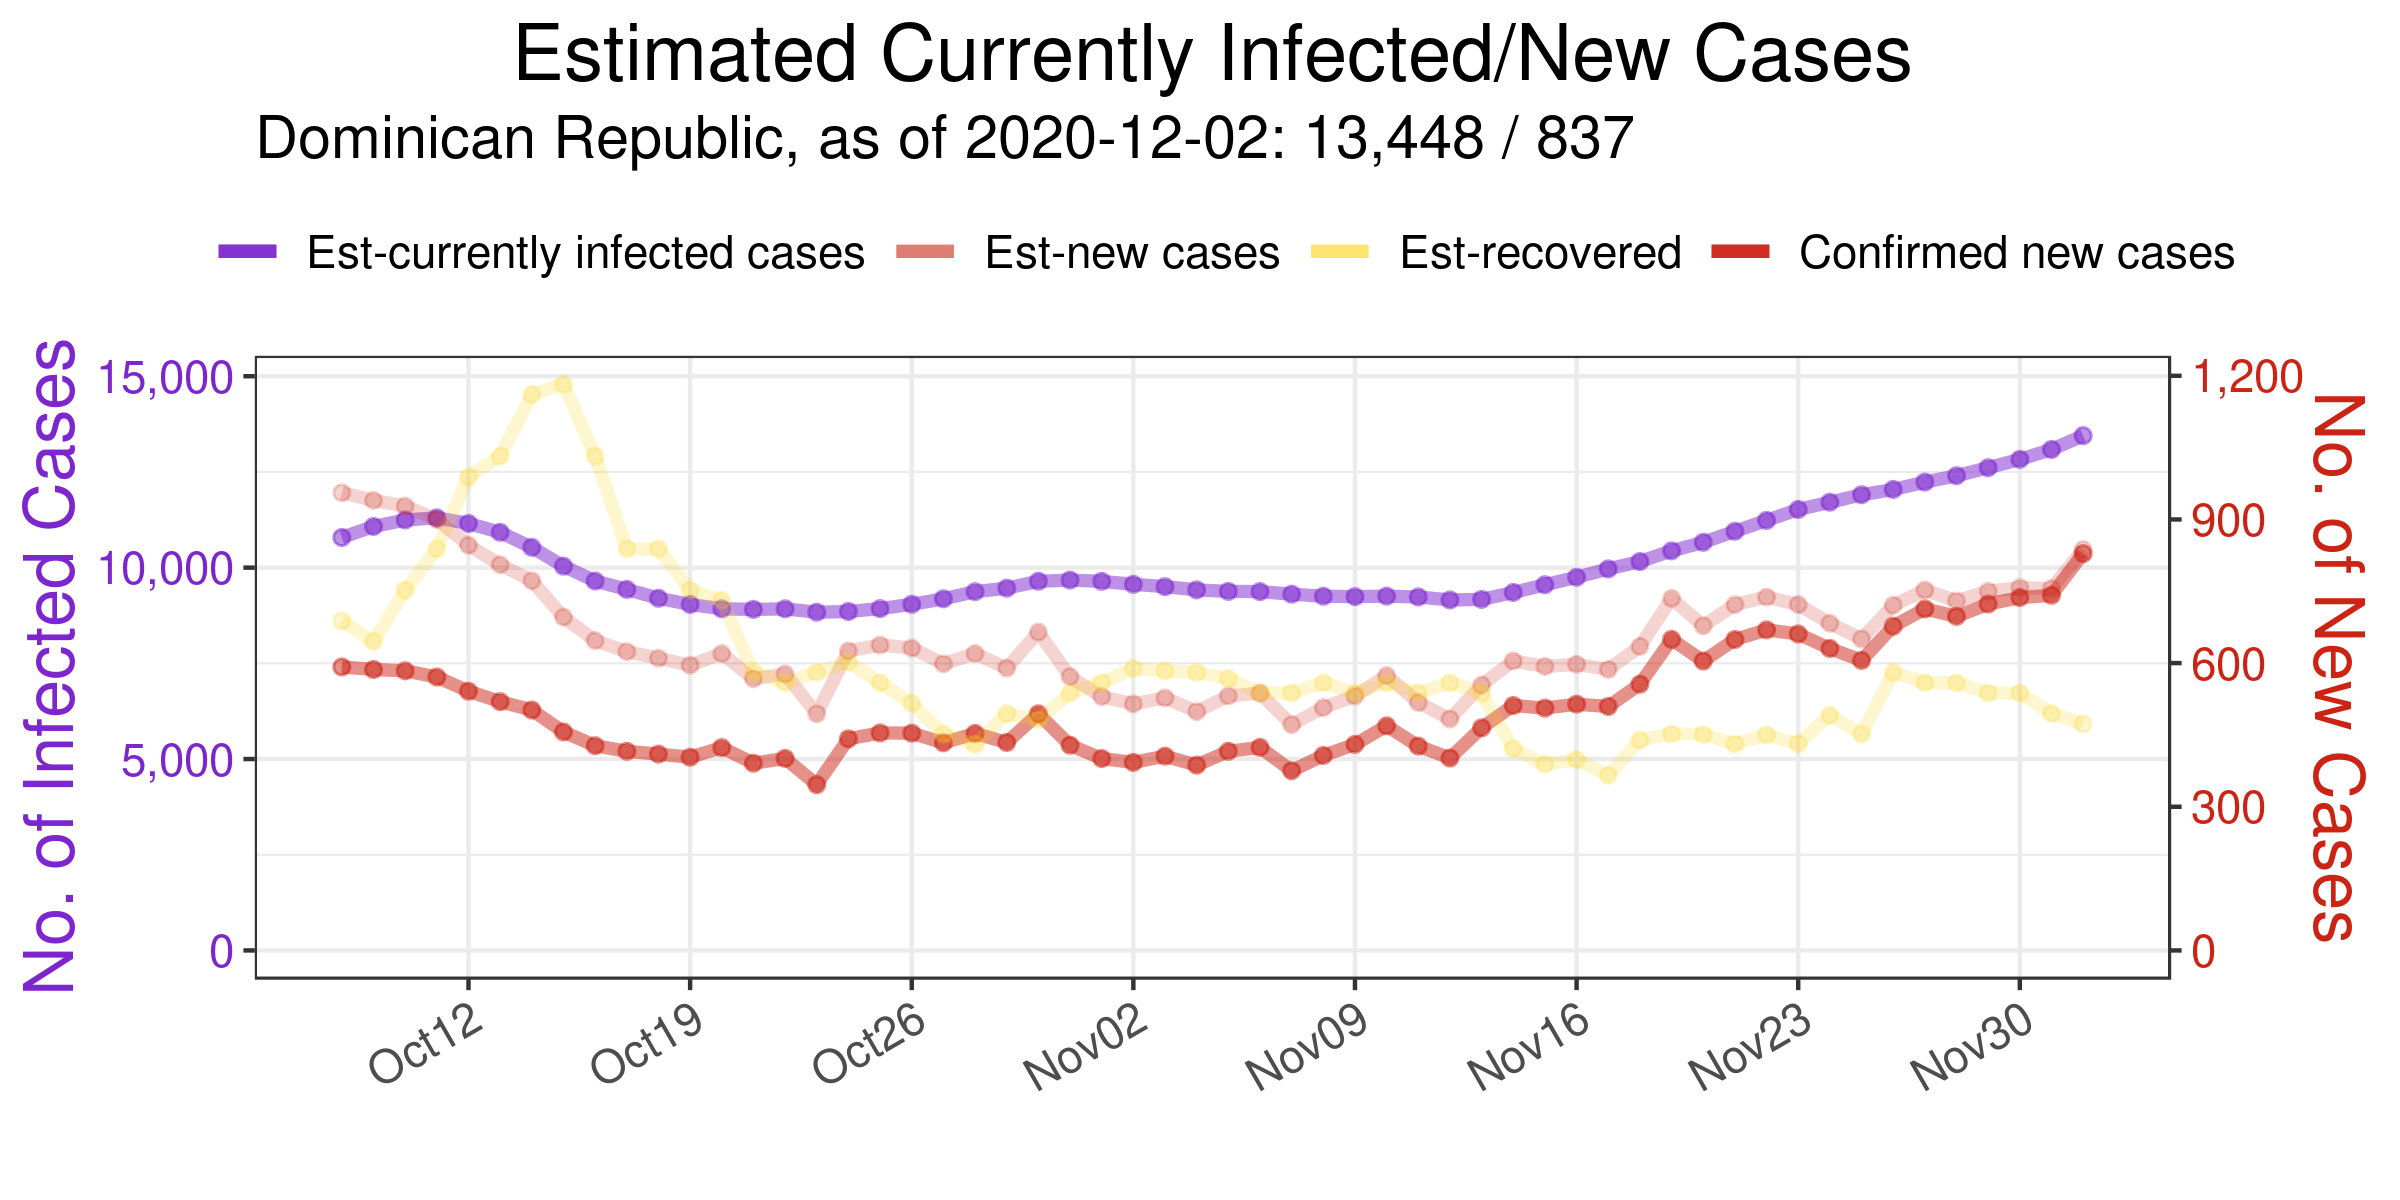 Estimated Currently Infected/New Cases
Dominican Republic, as of 2020-12-02: 13,448 / 837
Est-currently infected cases Est-new cases Est-recovered Confirmed new cases
No. of Infected Cases
15,000
10,000
5,000
0
1,200
900
600
300
0
No. of New Cases
Oct12 Oct19 Oct26 Nov02 Nov09 Nov16 Nov23 Nov30